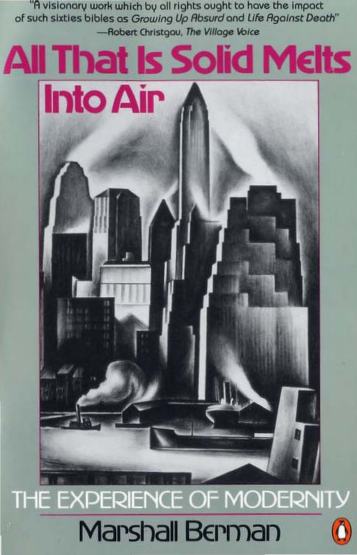 "A visionary work which by all rights ought to have the impact
of such sixties bibles as Growing Up Absurd and Life Against Death"
—Robert Christgau, The Village Voice
All That Is Solid Melts
Into Air
THE EXPERIENCE OF MODERNITY
Marshall Berman